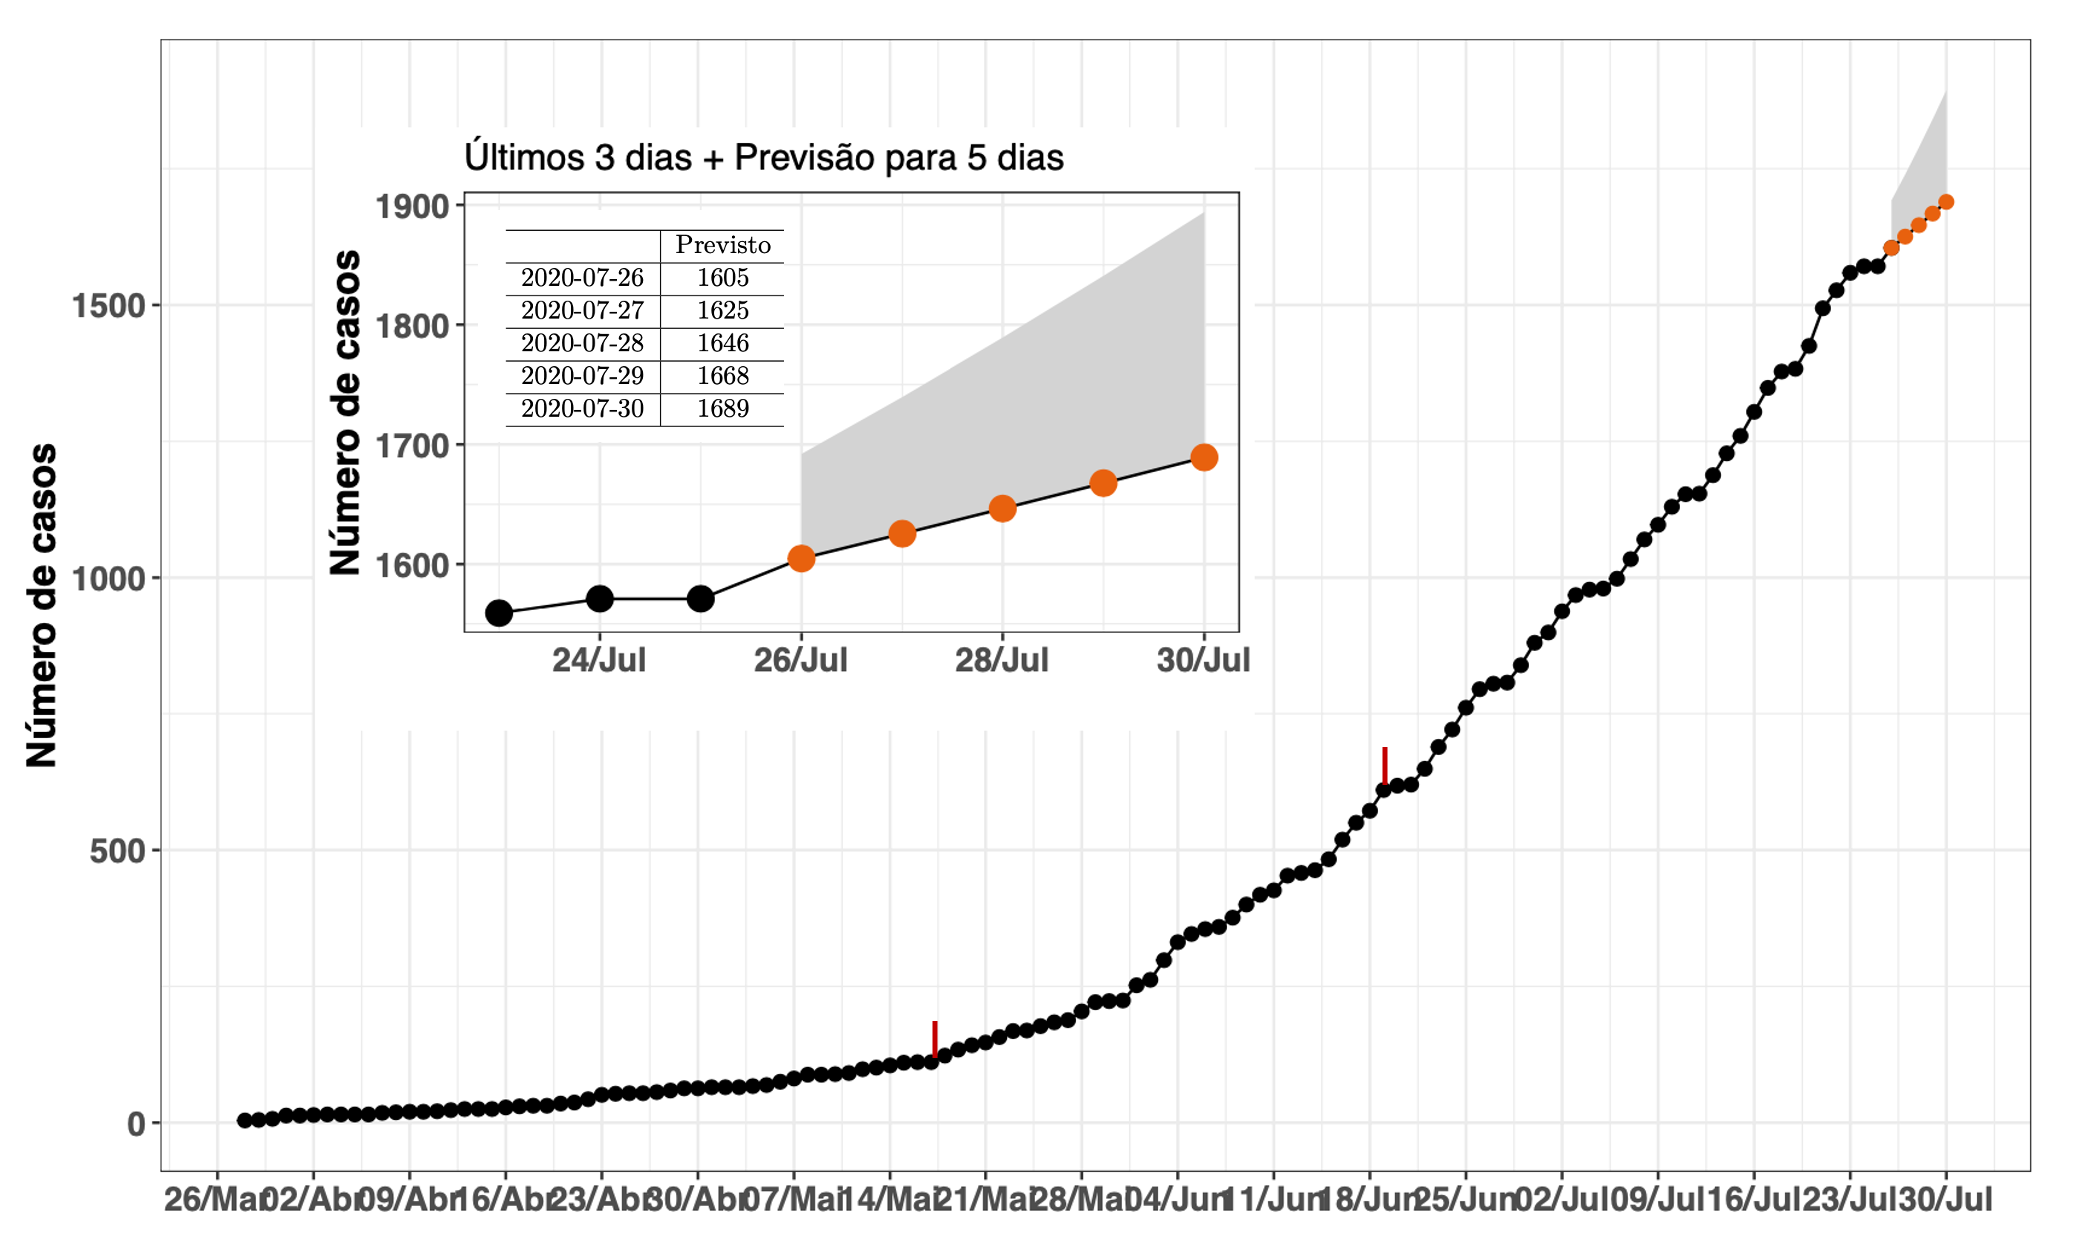 Últimos 3 dias + Previsão para 5 dias
1900
1800
1700
1600
Número de casos
Previsto
2020-07-26 1605
2020-07-27 1625
2020-07-28 1646
2020-07-29 1668
2020-07-30 1689
24/Jul 26/Jul 28/Jul 30/Jul
Número de casos
1500
1000
500
0
26/Mar 02/Abr 09/Abr 16/Abr 23/Abr 30/Abr 07/Mai 14/Mai 21/Mai 28/Mai 04/Jun 11/Jun 18/Jun 25/Jun 02/Jul 09/Jul 16/Jul 23/Jul 30/Jul